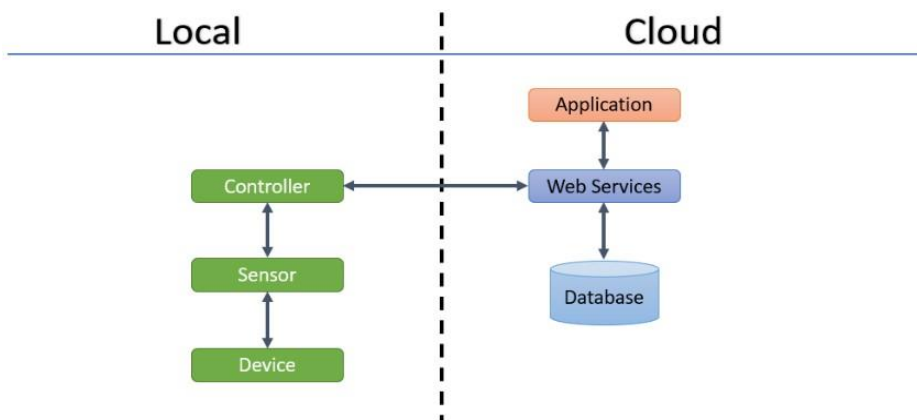 Local
Cloud
Application
Controller
Web Services
Sensor
Database
Device